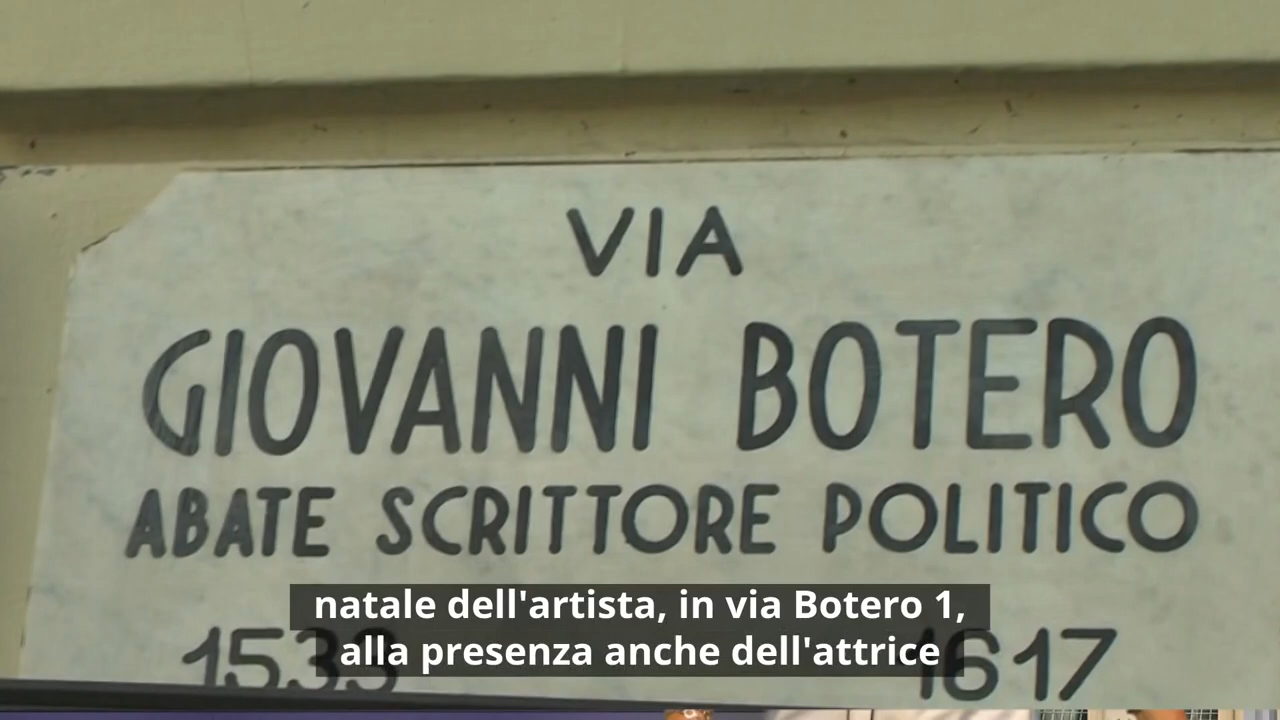 VIA
GIOVANNI BOTERO
ABATE SCRITTORE POLITICO
1533 1617
natale dell'artista, in via Botero 1,
alla presenza anche dell'attrice